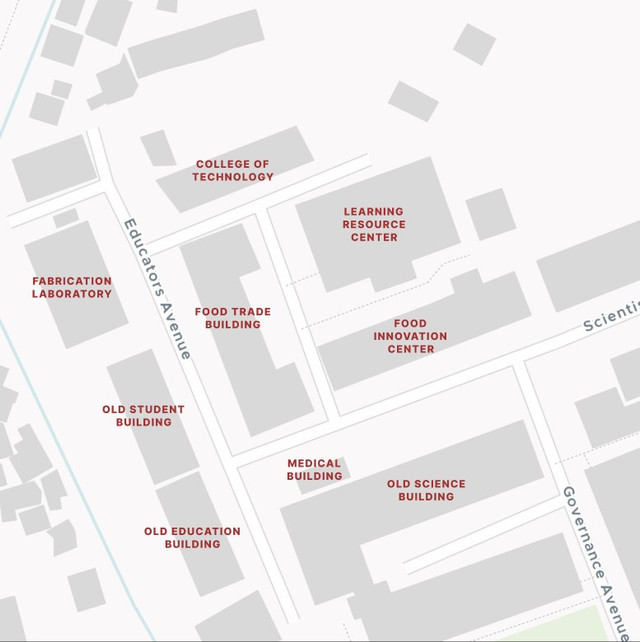 COLLEGE OF
TECHNOLOGY
LEARNING
RESOURCE
CENTER
Educators Avenue
FABRICATION
LABORATORY
FOOD TRADE
BUILDING
Scientis
FOOD
INNOVATION
CENTER
OLD STUDENT
BUILDING
MEDICAL
BUILDING
OLD SCIENCE
BUILDING
Governance Avenue
OLD EDUCATION
BUILDING